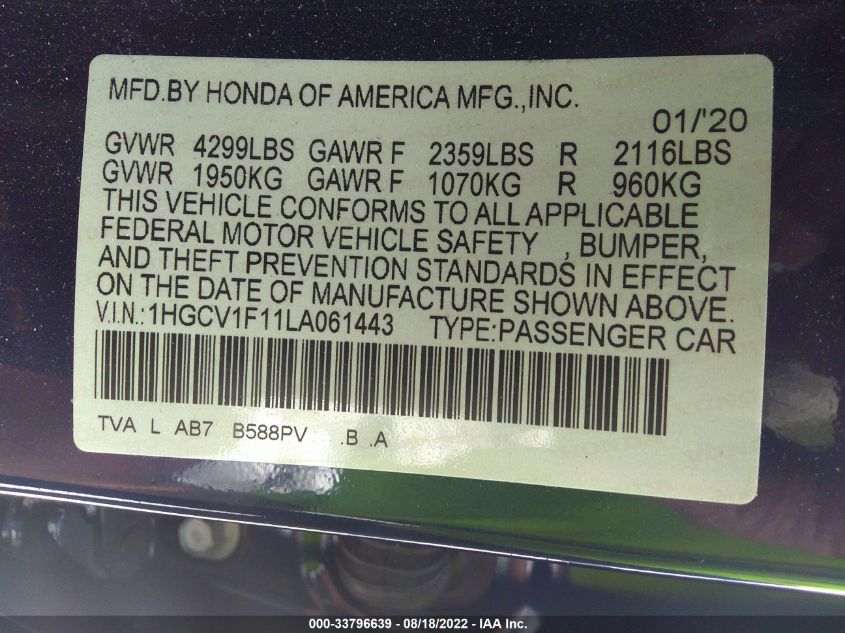 MFD.BY HONDA OF AMERICA MFG.,INC.
01/'20
GVWR 4299LBS GAWR F 2359LBS R 2116LBS
GVWR 1950KG GAWR F 1070KG R 960KG
THIS VEHICLE CONFORMS TO ALL APPLICABLE
FEDERAL MOTOR VEHICLE SAFETY , BUMPER,
AND THEFT PREVENTION STANDARDS IN EFFECT
ON THE DATE OF MANUFACTURE SHOWN ABOVE.
V.I.N.:1HGCV1F11LA061443 TYPE:PASSENGER CAR
TVA L AB7 B588PV .B .A
000-33796639 - 08/18/2022 - IAA Inc.